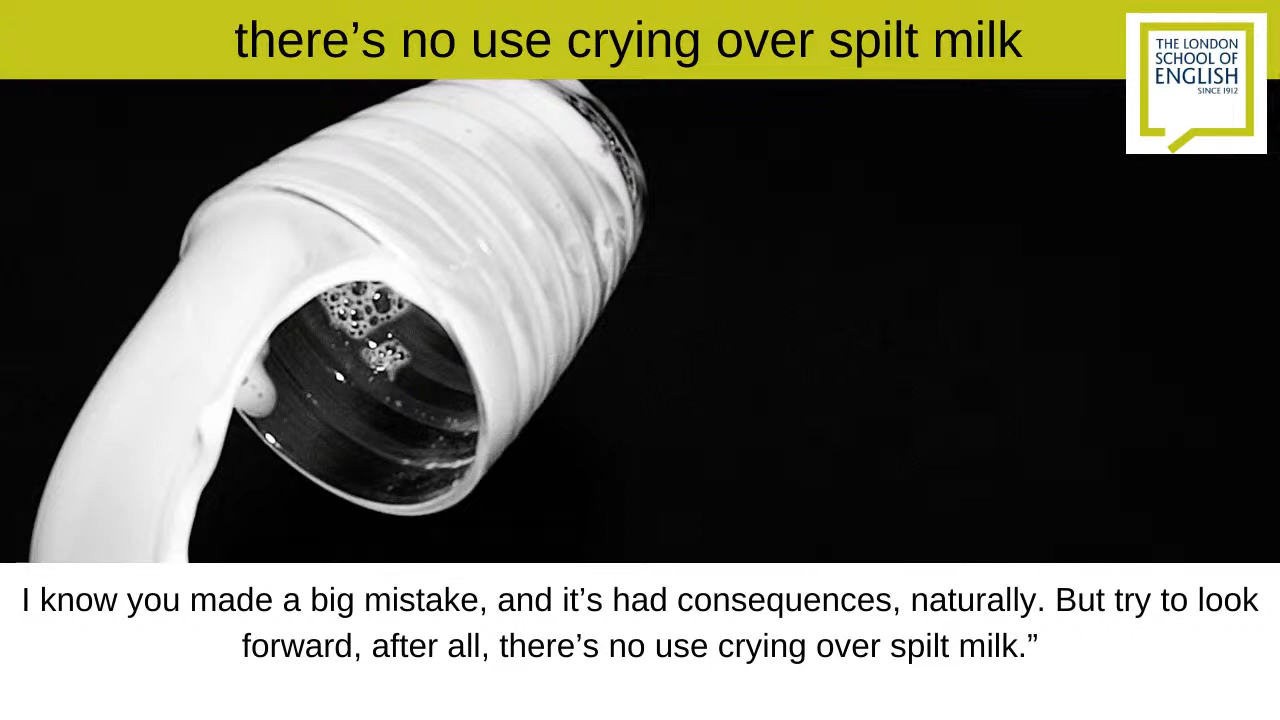 there’s no use crying over spilt milk
THE LONDON
SCHOOL OF
ENGLISH
SINCE 1912
I know you made a big mistake, and it’s had consequences, naturally. But try to look
forward, after all, there’s no use crying over spilt milk.”